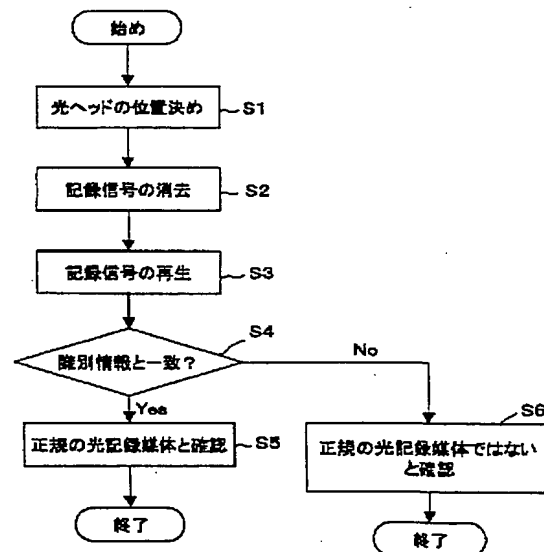 始め
光ヘッドの位置決め
S1
記録信号の消去
S2
記録信号の再生
S3
識別情報と一致?
S4
No
Yes
正規の光記録媒体と確認
S5
正規の光記録媒体ではない
と確認
S6
終了
終了